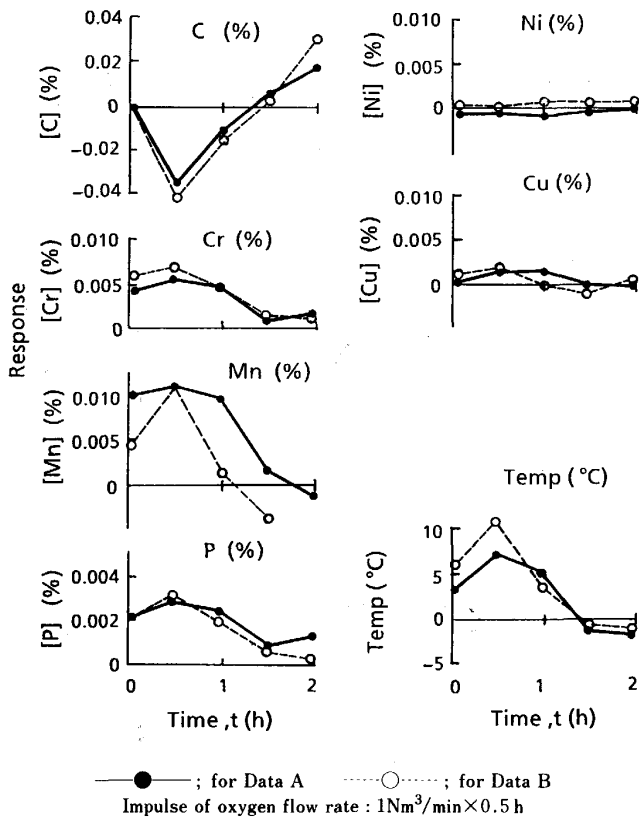 Response
C (%)
[C] (%)
0.04
0.02
0
-0.02
-0.04
Cr (%)
[Cr] (%)
0.010
0.005
0
Mn (%)
[Mn] (%)
0.010
0.005
0
P (%)
[P] (%)
0.004
0.002
0
0 1 2
Time , t (h)
Ni (%)
[Ni] (%)
0.010
0.005
0
Cu (%)
[Cu] (%)
0.010
0.005
0
Temp (°C)
Temp (°C)
10
5
0
-5
0 1 2
Time , t (h)
; for Data A ; for Data B
Impulse of oxygen flow rate : 1Nm³/min×0.5 h